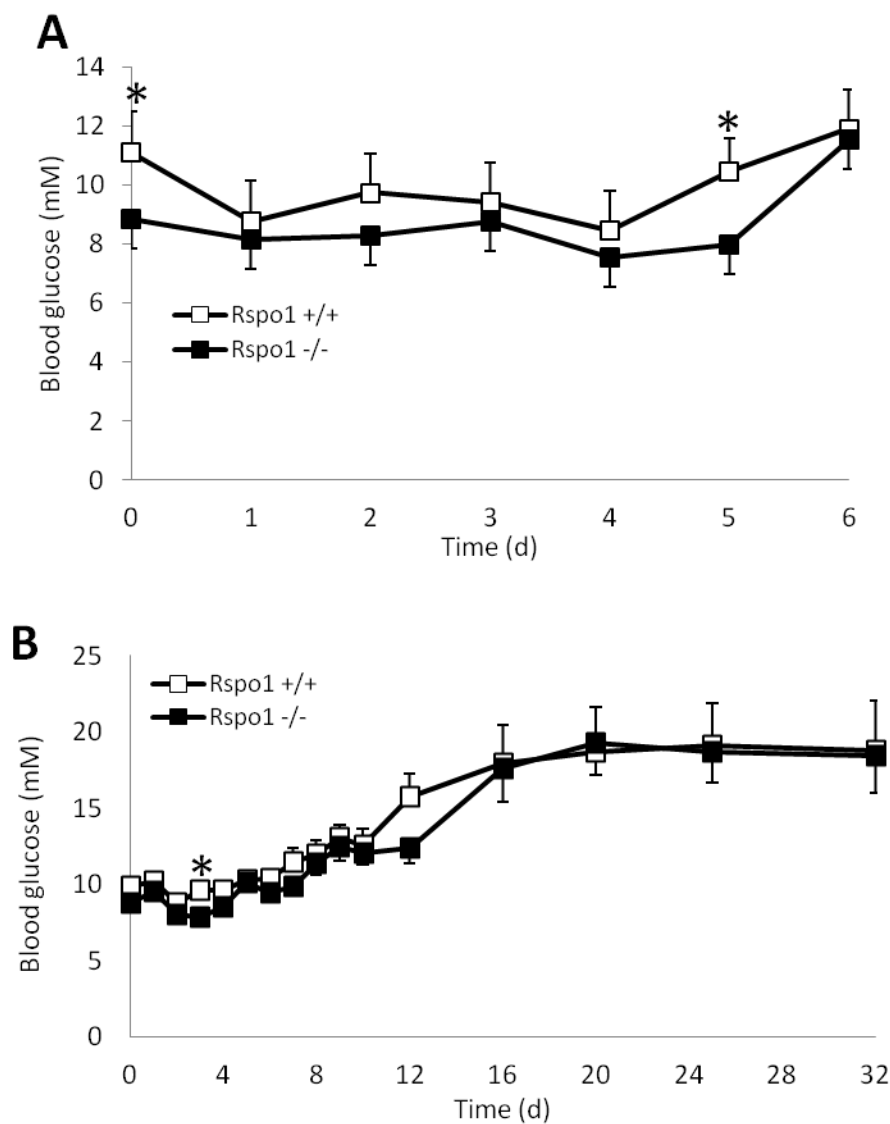 A
14
12
10
8
6
4
2
0
Blood glucose (mM)
*
*
Rspo1 +/+
Rspo1 -/-
0 1 2 3 4 5 6
Time (d)
B
25
20
15
10
5
0
Blood glucose (mM)
Rspo1 +/+
Rspo1 -/-
*
0 4 8 12 16 20 24 28 32
Time (d)